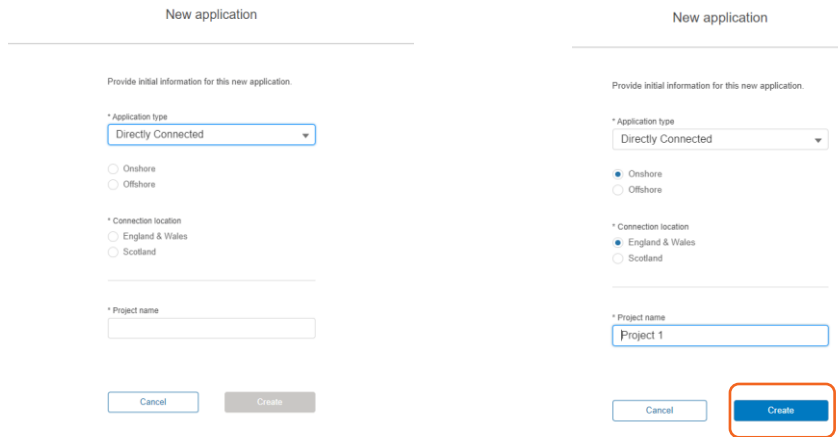 New application
Provide initial information for this new application.
* Application type
Directly Connected
Onshore
Offshore
* Connection location
England & Wales
Scotland
* Project name
Cancel
Create
New application
Provide initial information for this new application.
* Application type
Directly Connected
Onshore
Offshore
* Connection location
England & Wales
Scotland
* Project name
Project 1
Cancel
Create